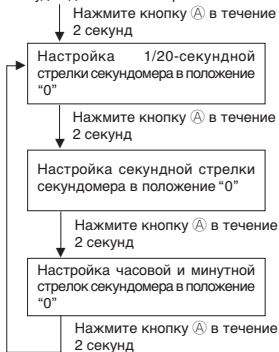 Нажмите кнопку Ⓐ в течение
2 секунд
Настройка 1/20-секундной
стрелки секундомера в положение
“0”
Нажмите кнопку Ⓐ в течение
2 секунд
Настройка секундной стрелки
секундомера в положение “0”
Нажмите кнопку Ⓐ в течение
2 секунд
Настройка часовой и минутной
стрелок секундомера в положение
“0”
Нажмите кнопку Ⓐ в течение
2 секунд